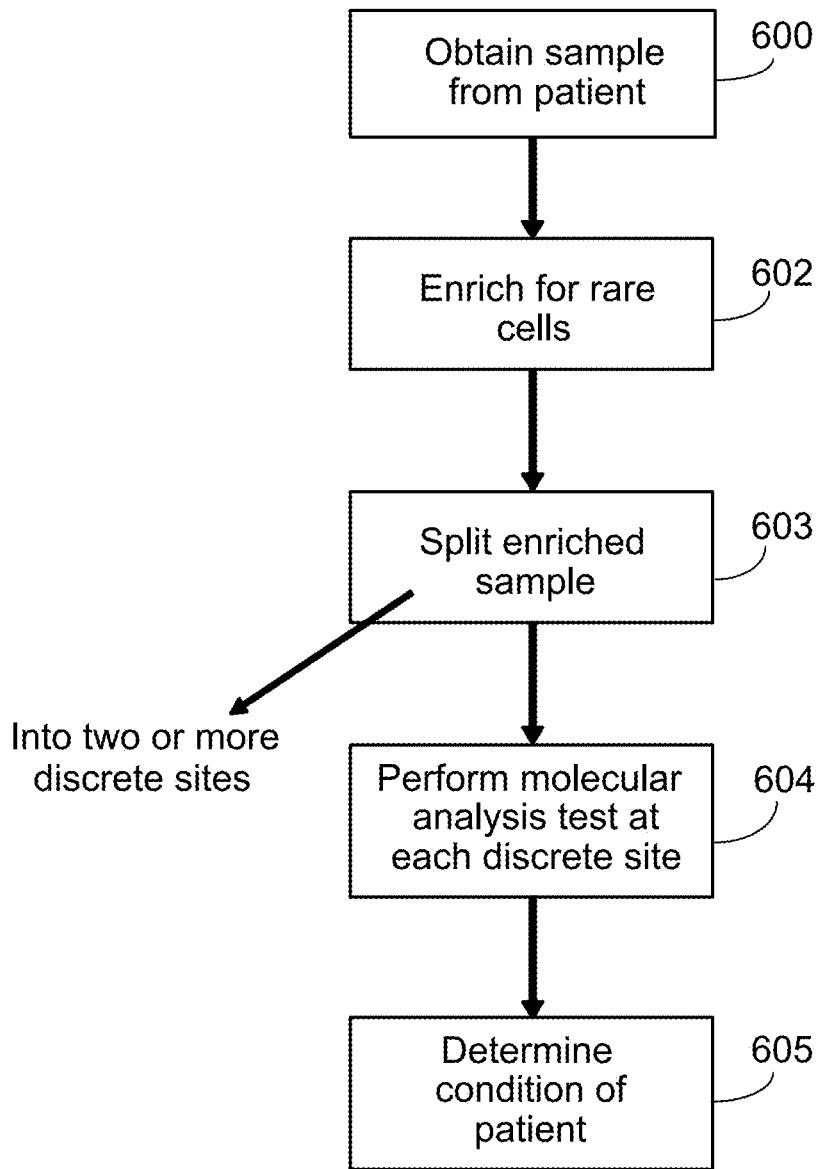 600
Obtain sample
from patient
602
Enrich for rare
cells
603
Split enriched
sample
Into two or more
discrete sites
604
Perform molecular
analysis test at
each discrete site
605
Determine
condition of
patient